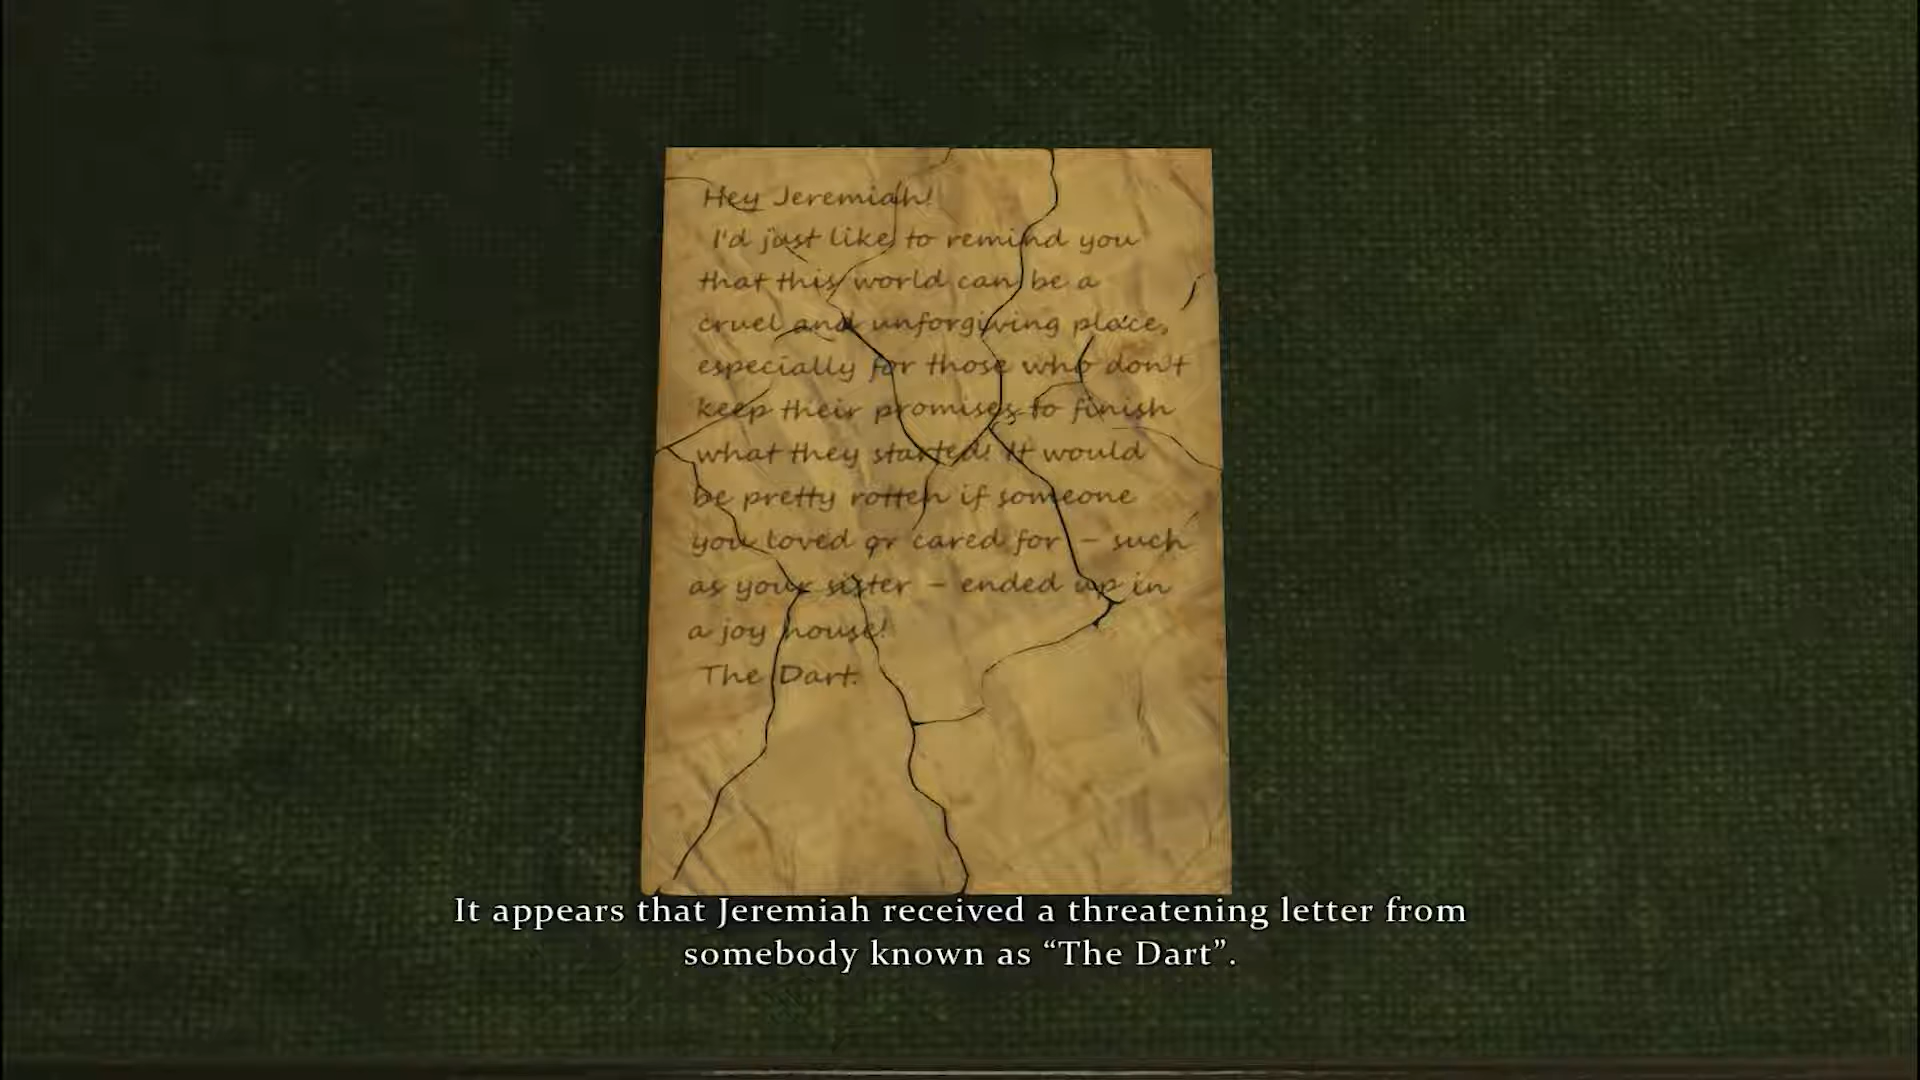 Hey Jeremiah!
I'd just like to remind you
that this world can be a
cruel and unforgiving place,
especially for those who don't
keep their promises to finish
what they started! It would
be pretty rotten if someone
you loved or cared for – such
as your sister – ended up in
a joy house!
The Dart.
It appears that Jeremiah received a threatening letter from
somebody known as “The Dart”.